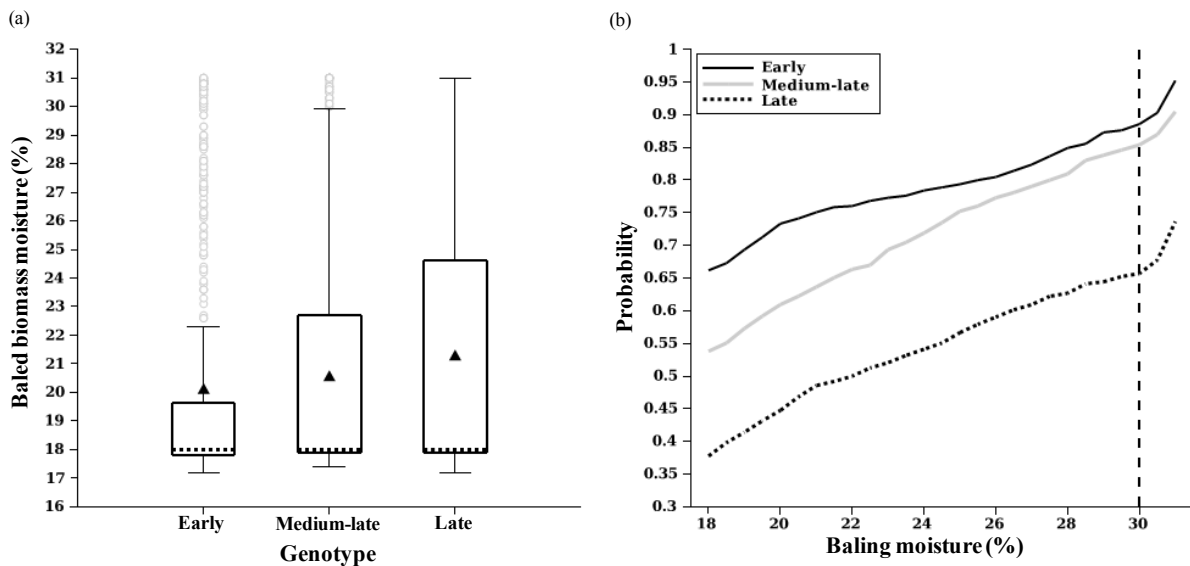 (a)
Baled biomass moisture (%)
32
31
30
29
28
27
26
25
24
23
22
21
20
19
18
17
16
Early Medium-late Late
Genotype
(b)
Probability
1
0.95
0.9
0.85
0.8
0.75
0.7
0.65
0.6
0.55
0.5
0.45
0.4
0.35
0.3
Early
Medium-late
Late
18 20 22 24 26 28 30
Baling moisture (%)